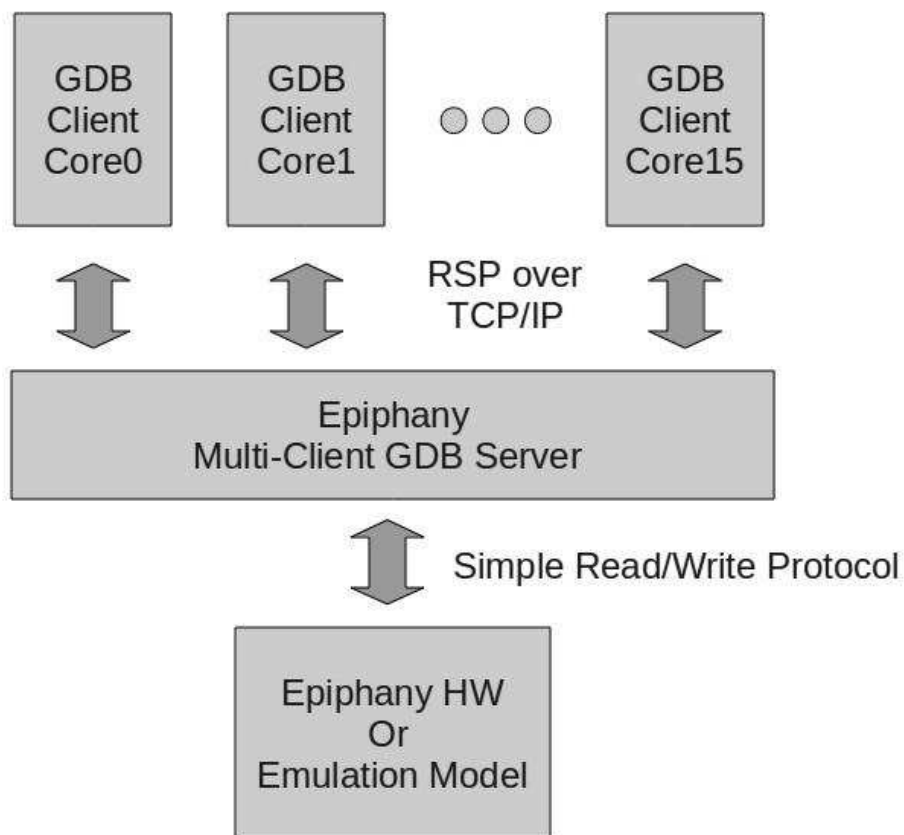 GDB
Client
Core0
GDB
Client
Core1
GDB
Client
Core15
RSP over
TCP/IP
Epiphany
Multi-Client GDB Server
Simple Read/Write Protocol
Epiphany HW
Or
Emulation Model